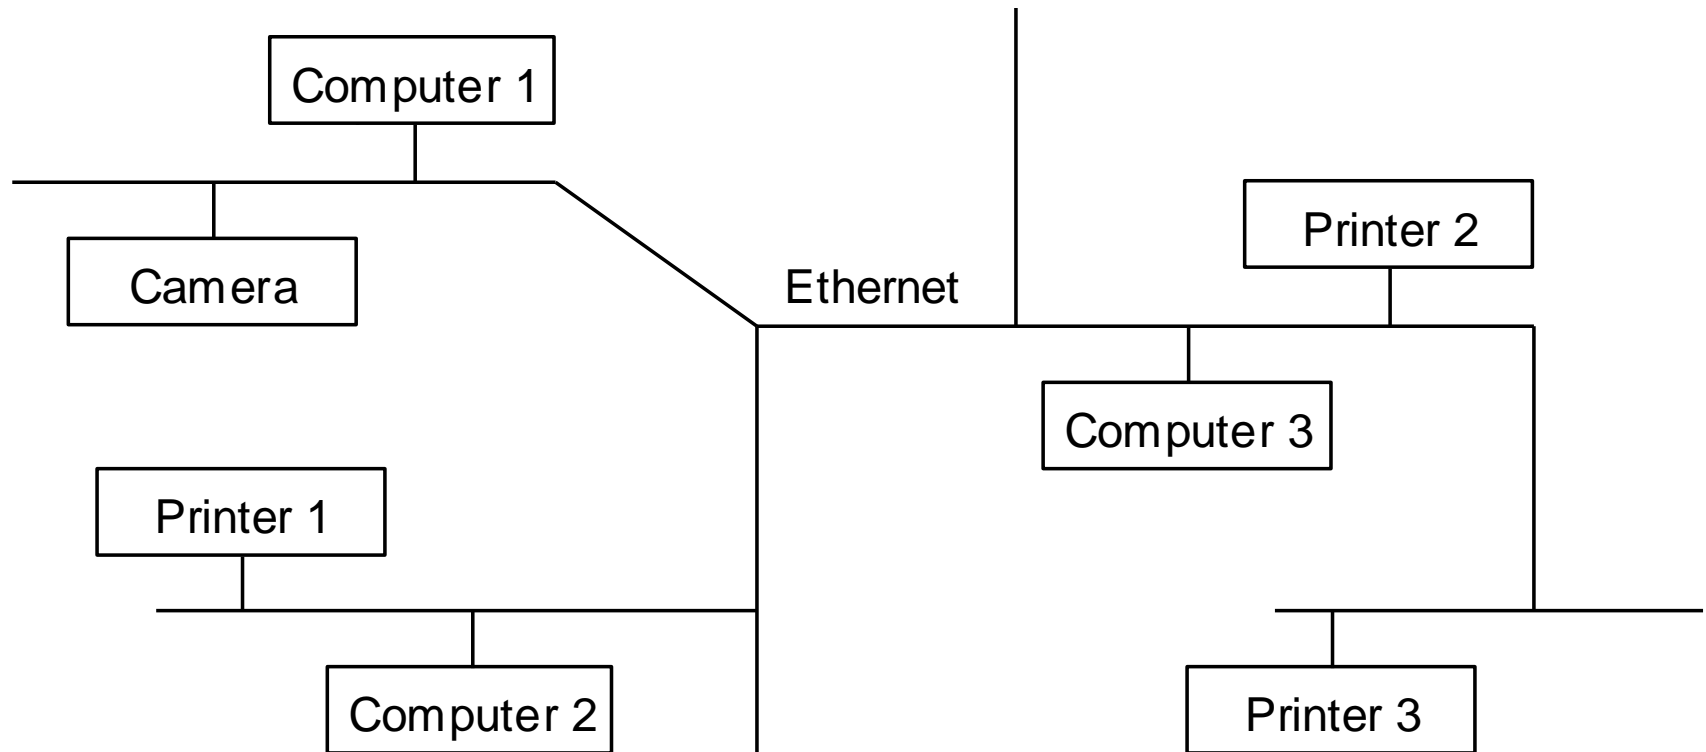 Computer 1
Printer 2
Camera
Ethernet
Computer 3
Printer 1
Computer 2
Printer 3